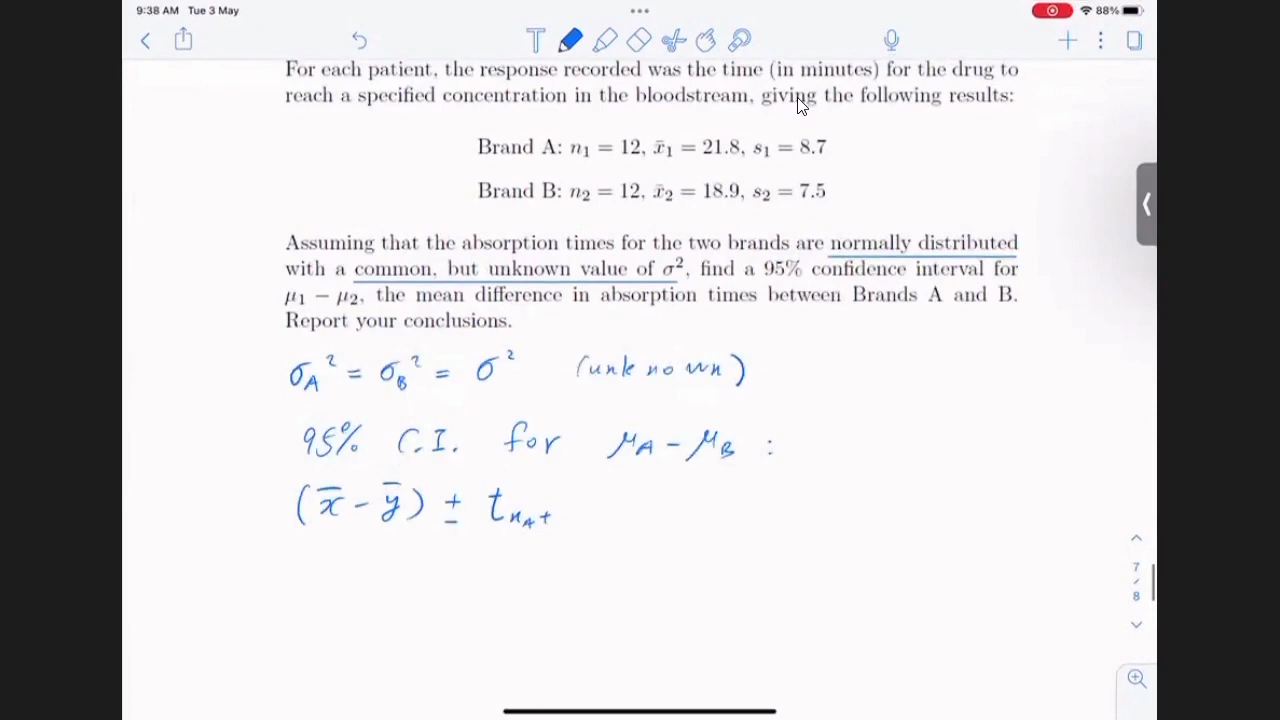 9:38 AM Tue 3 May
88%
For each patient, the response recorded was the time (in minutes) for the drug to
reach a specified concentration in the bloodstream, giving the following results:
Brand A: n₁ = 12, x̄₁ = 21.8, s₁ = 8.7
Brand B: n₂ = 12, x̄₂ = 18.9, s₂ = 7.5
Assuming that the absorption times for the two brands are normally distributed
with a common, but unknown value of σ², find a 95% confidence interval for
μ₁ − μ₂, the mean difference in absorption times between Brands A and B.
Report your conclusions.
σ_A² = σ_B² = σ² (unknown)
95% C.I. for μ_A − μ_B :
(x̄ − ȳ) ± t_{n_A +}
7
/
8